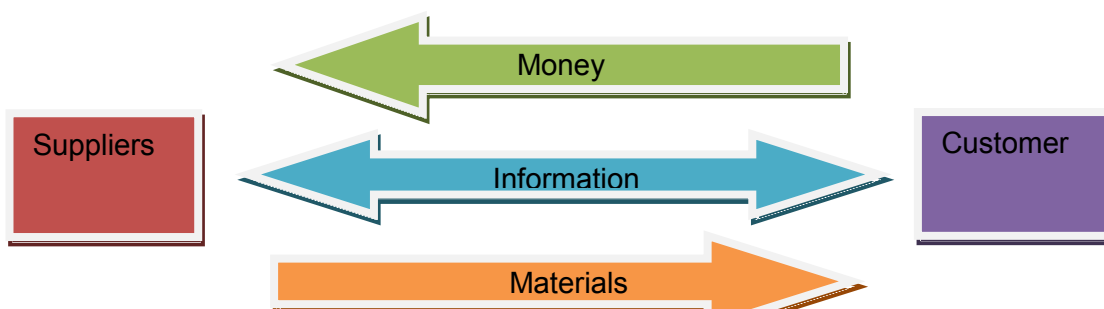 Money
Suppliers
Customer
Information
Materials